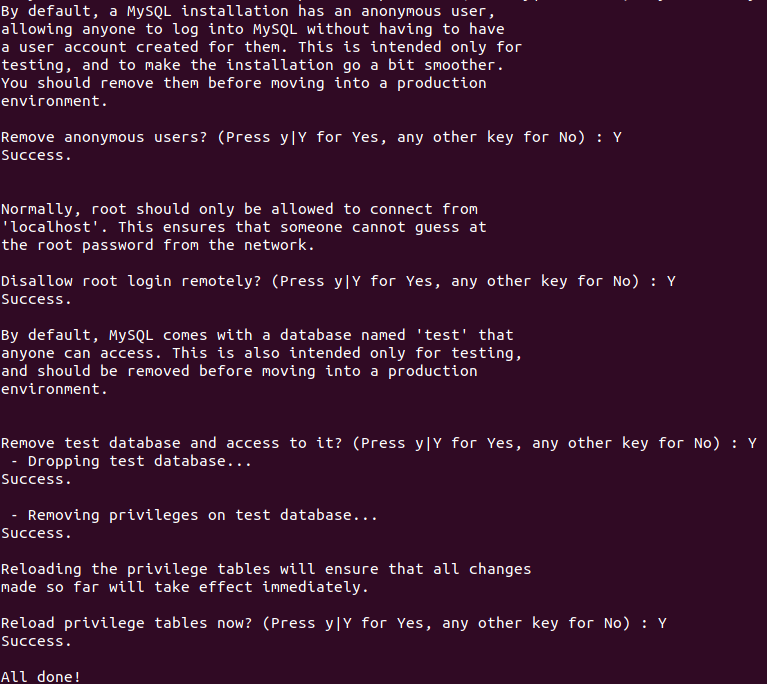 By default, a MySQL installation has an anonymous user,
allowing anyone to log into MySQL without having to have
a user account created for them. This is intended only for
testing, and to make the installation go a bit smoother.
You should remove them before moving into a production
environment.
Remove anonymous users? (Press y|Y for Yes, any other key for No) : Y
Success.
Normally, root should only be allowed to connect from
'localhost'. This ensures that someone cannot guess at
the root password from the network.
Disallow root login remotely? (Press y|Y for Yes, any other key for No) : Y
Success.
By default, MySQL comes with a database named 'test' that
anyone can access. This is also intended only for testing,
and should be removed before moving into a production
environment.
Remove test database and access to it? (Press y|Y for Yes, any other key for No) : Y
 - Dropping test database...
Success.
 - Removing privileges on test database...
Success.
Reloading the privilege tables will ensure that all changes
made so far will take effect immediately.
Reload privilege tables now? (Press y|Y for Yes, any other key for No) : Y
Success.
All done!